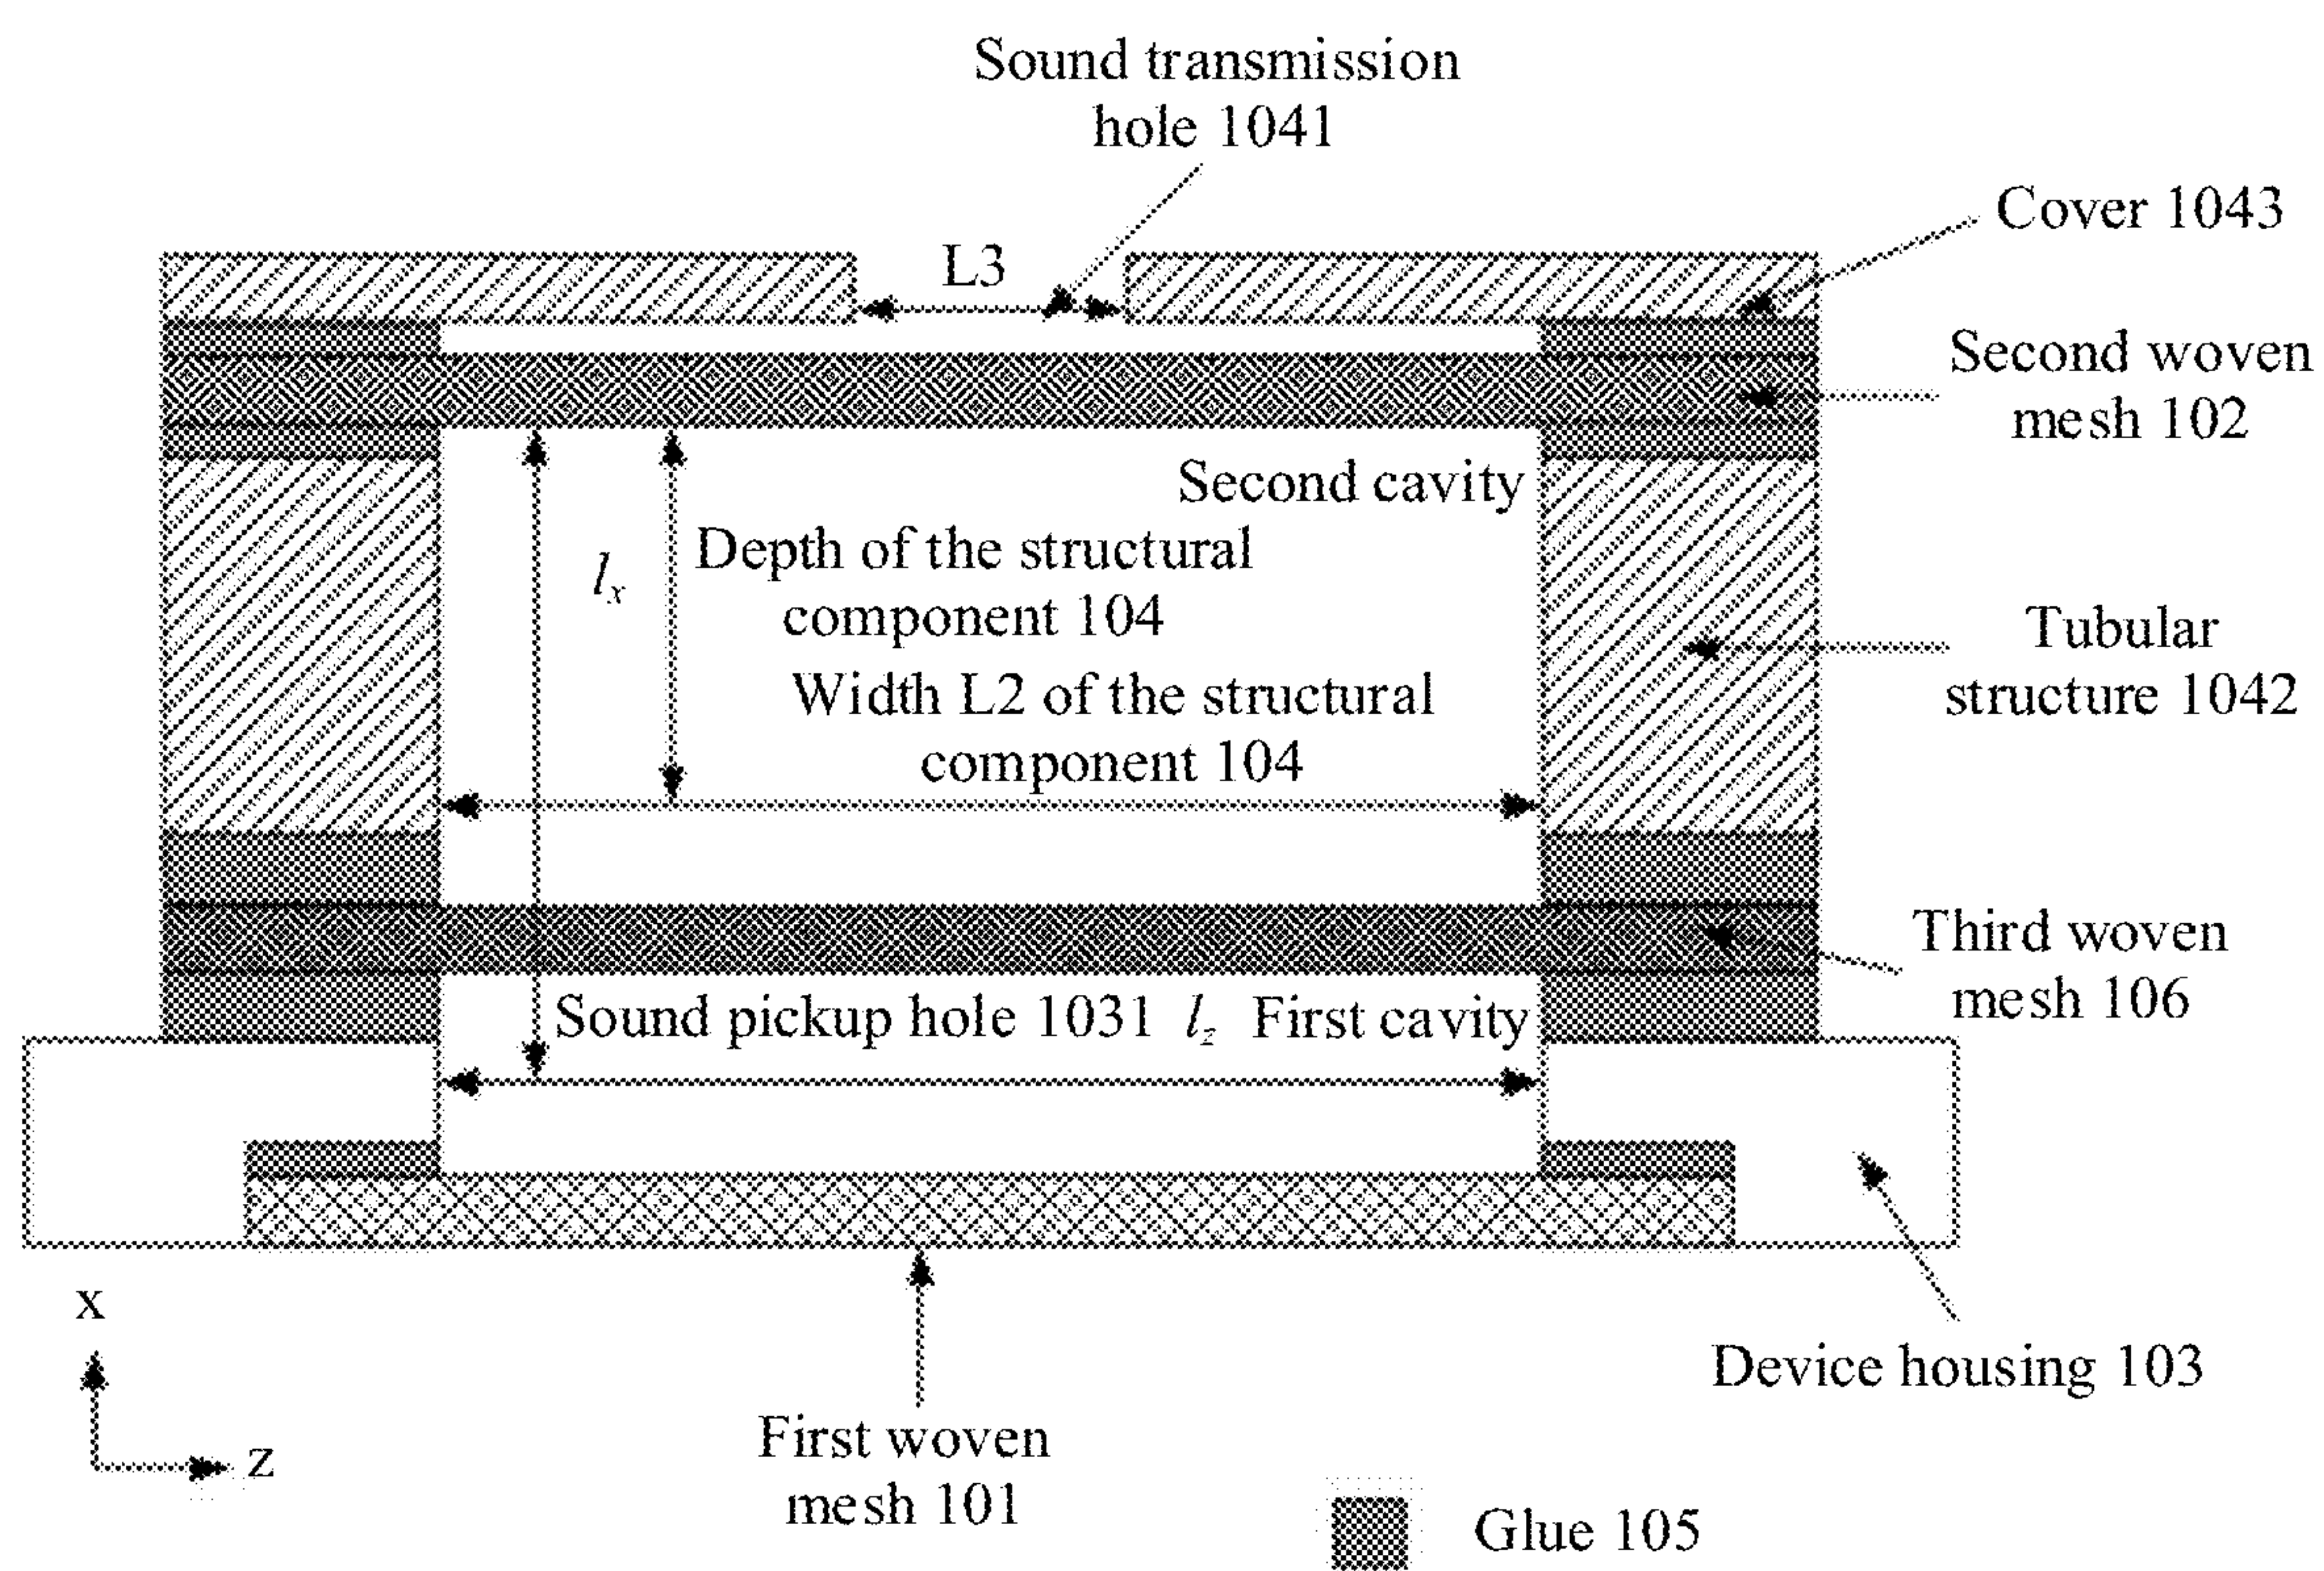 Sound transmission
hole 1041
Cover 1043
L3
Second woven
mesh 102
Second cavity
lx
Depth of the structural
component 104
Tubular
structure 1042
Width L2 of the structural
component 104
Third woven
mesh 106
Sound pickup hole 1031 lz First cavity
x
z
Device housing 103
First woven
mesh 101
Glue 105